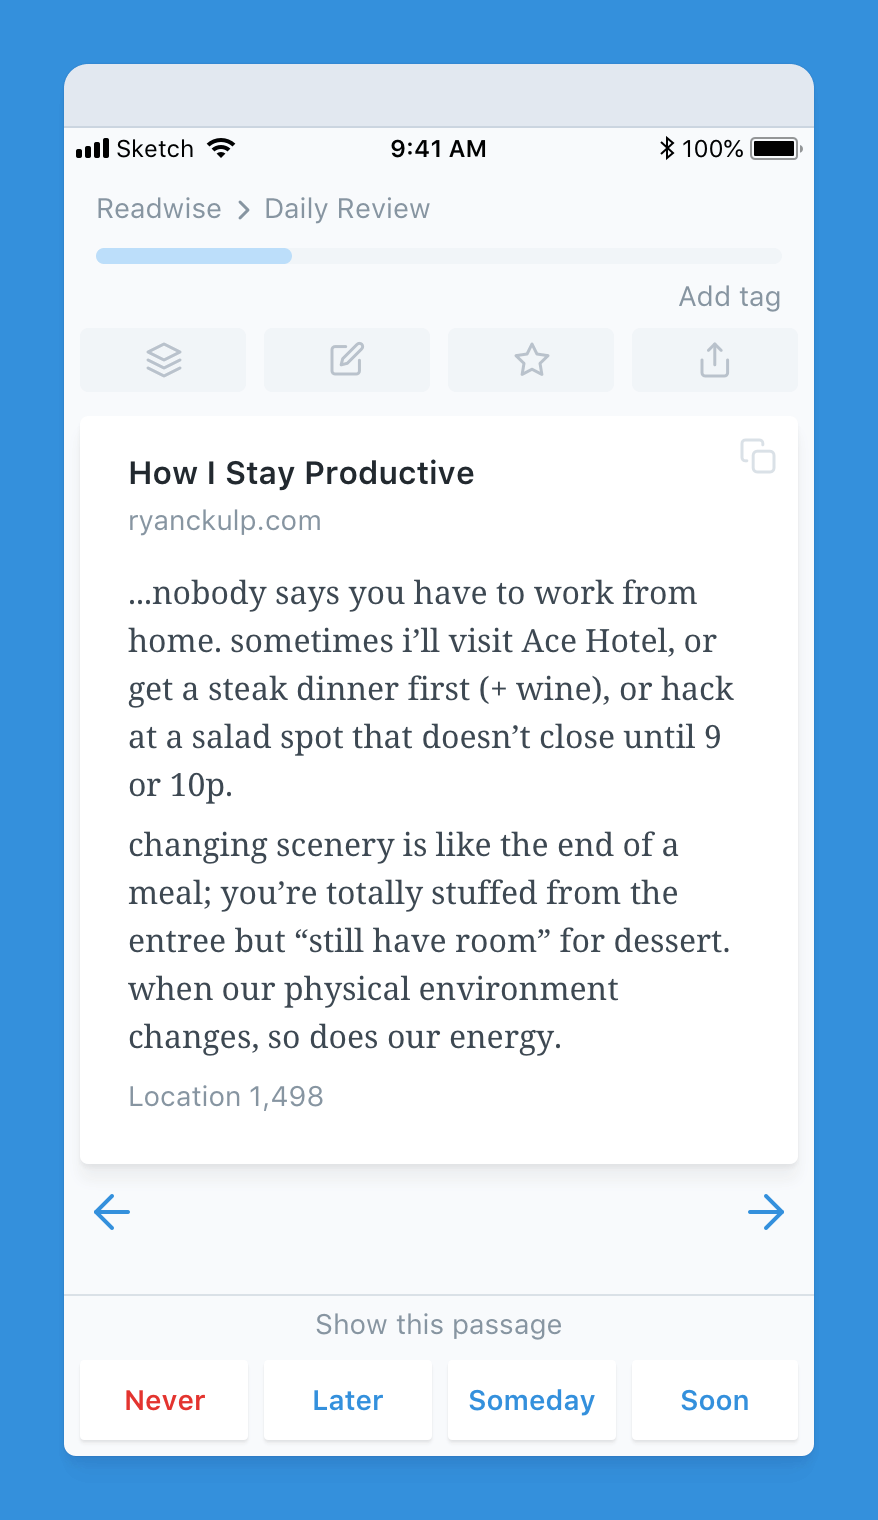 Sketch 9:41 AM 100%
Readwise > Daily Review
Add tag
How I Stay Productive
ryanckulp.com
...nobody says you have to work from
home. sometimes i’ll visit Ace Hotel, or
get a steak dinner first (+ wine), or hack
at a salad spot that doesn’t close until 9
or 10p.
changing scenery is like the end of a
meal; you’re totally stuffed from the
entree but “still have room” for dessert.
when our physical environment
changes, so does our energy.
Location 1,498
Show this passage
Never Later Someday Soon